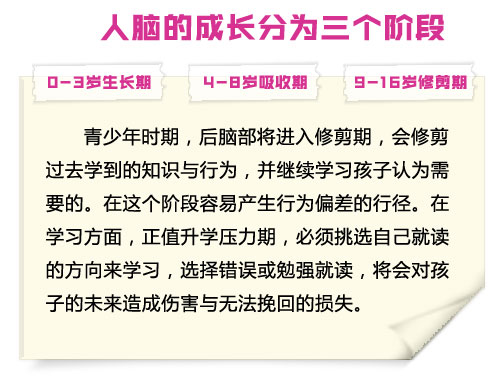 人脑的成长分为三个阶段
0-3岁生长期 4-8岁吸收期 9-16岁修剪期
青少年时期，后脑部将进入修剪期，会修剪
过去学到的知识与行为，并继续学习孩子认为需
要的。在这个阶段容易产生行为偏差的行径。在
学习方面，正值升学压力期，必须挑选自己就读
的方向来学习，选择错误或勉强就读，将会对孩
子的未来造成伤害与无法挽回的损失。